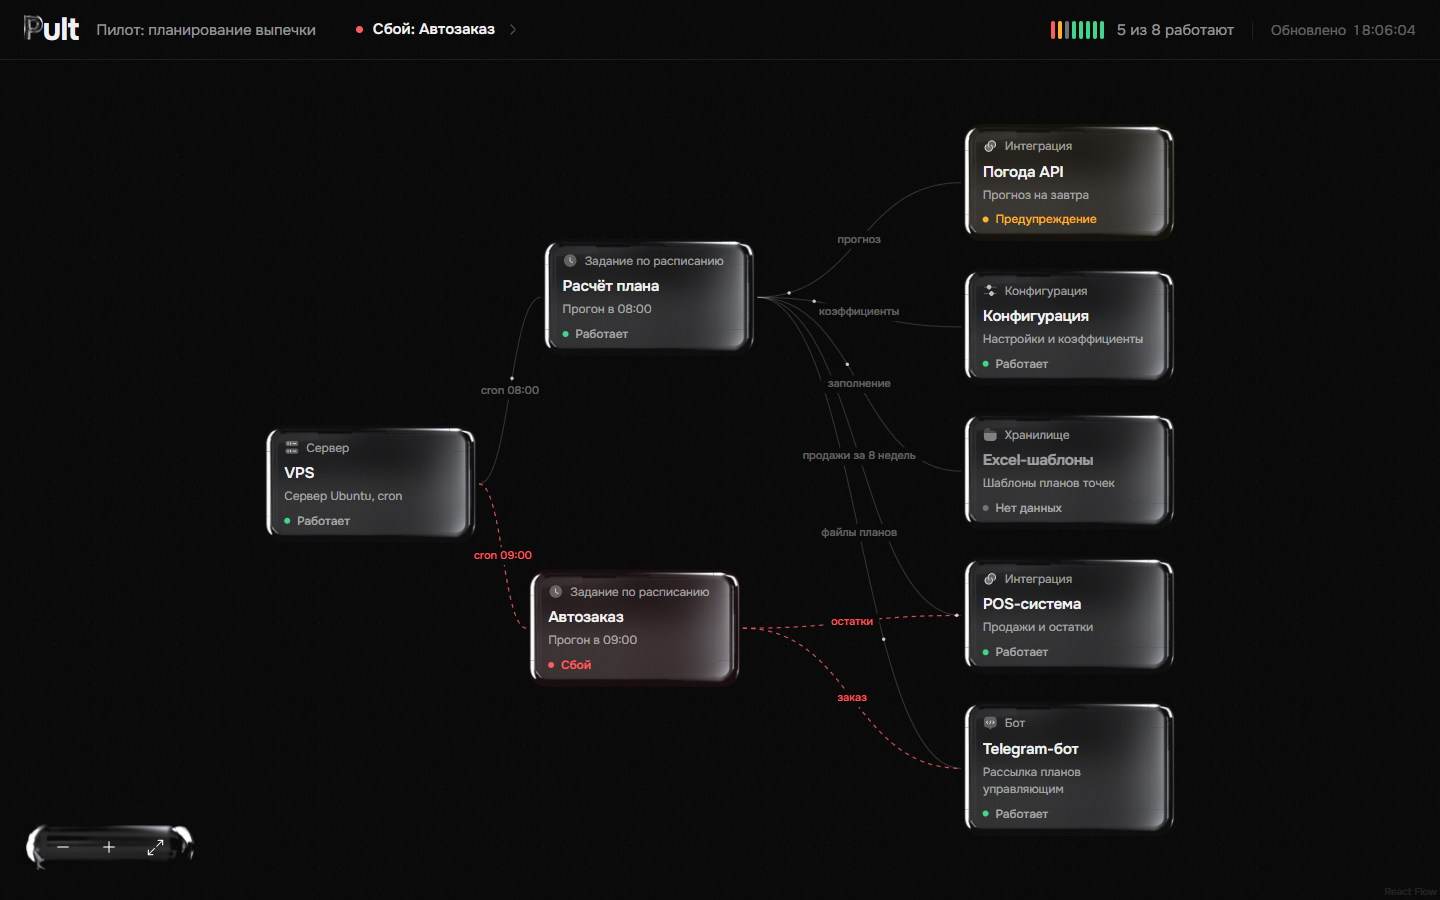 Pult
Пилот: планирование выпечки
Сбой: Автозаказ
5 из 8 работают
Обновлено 18:06:04
Интеграция
Погода API
Прогноз на завтра
Предупреждение
прогноз
Задание по расписанию
Расчёт плана
Прогон в 08:00
Работает
Конфигурация
Конфигурация
Настройки и коэффициенты
Работает
коэффициенты
заполнение
cron 08:00
Хранилище
Excel-шаблоны
Шаблоны планов точек
Нет данных
продажи за 8 недель
Сервер
VPS
Сервер Ubuntu, cron
Работает
файлы планов
cron 09:00
Задание по расписанию
Автозаказ
Прогон в 09:00
Сбой
остатки
Интеграция
POS-система
Продажи и остатки
Работает
заказ
Бот
Telegram-бот
Рассылка планов
управляющим
Работает
React Flow